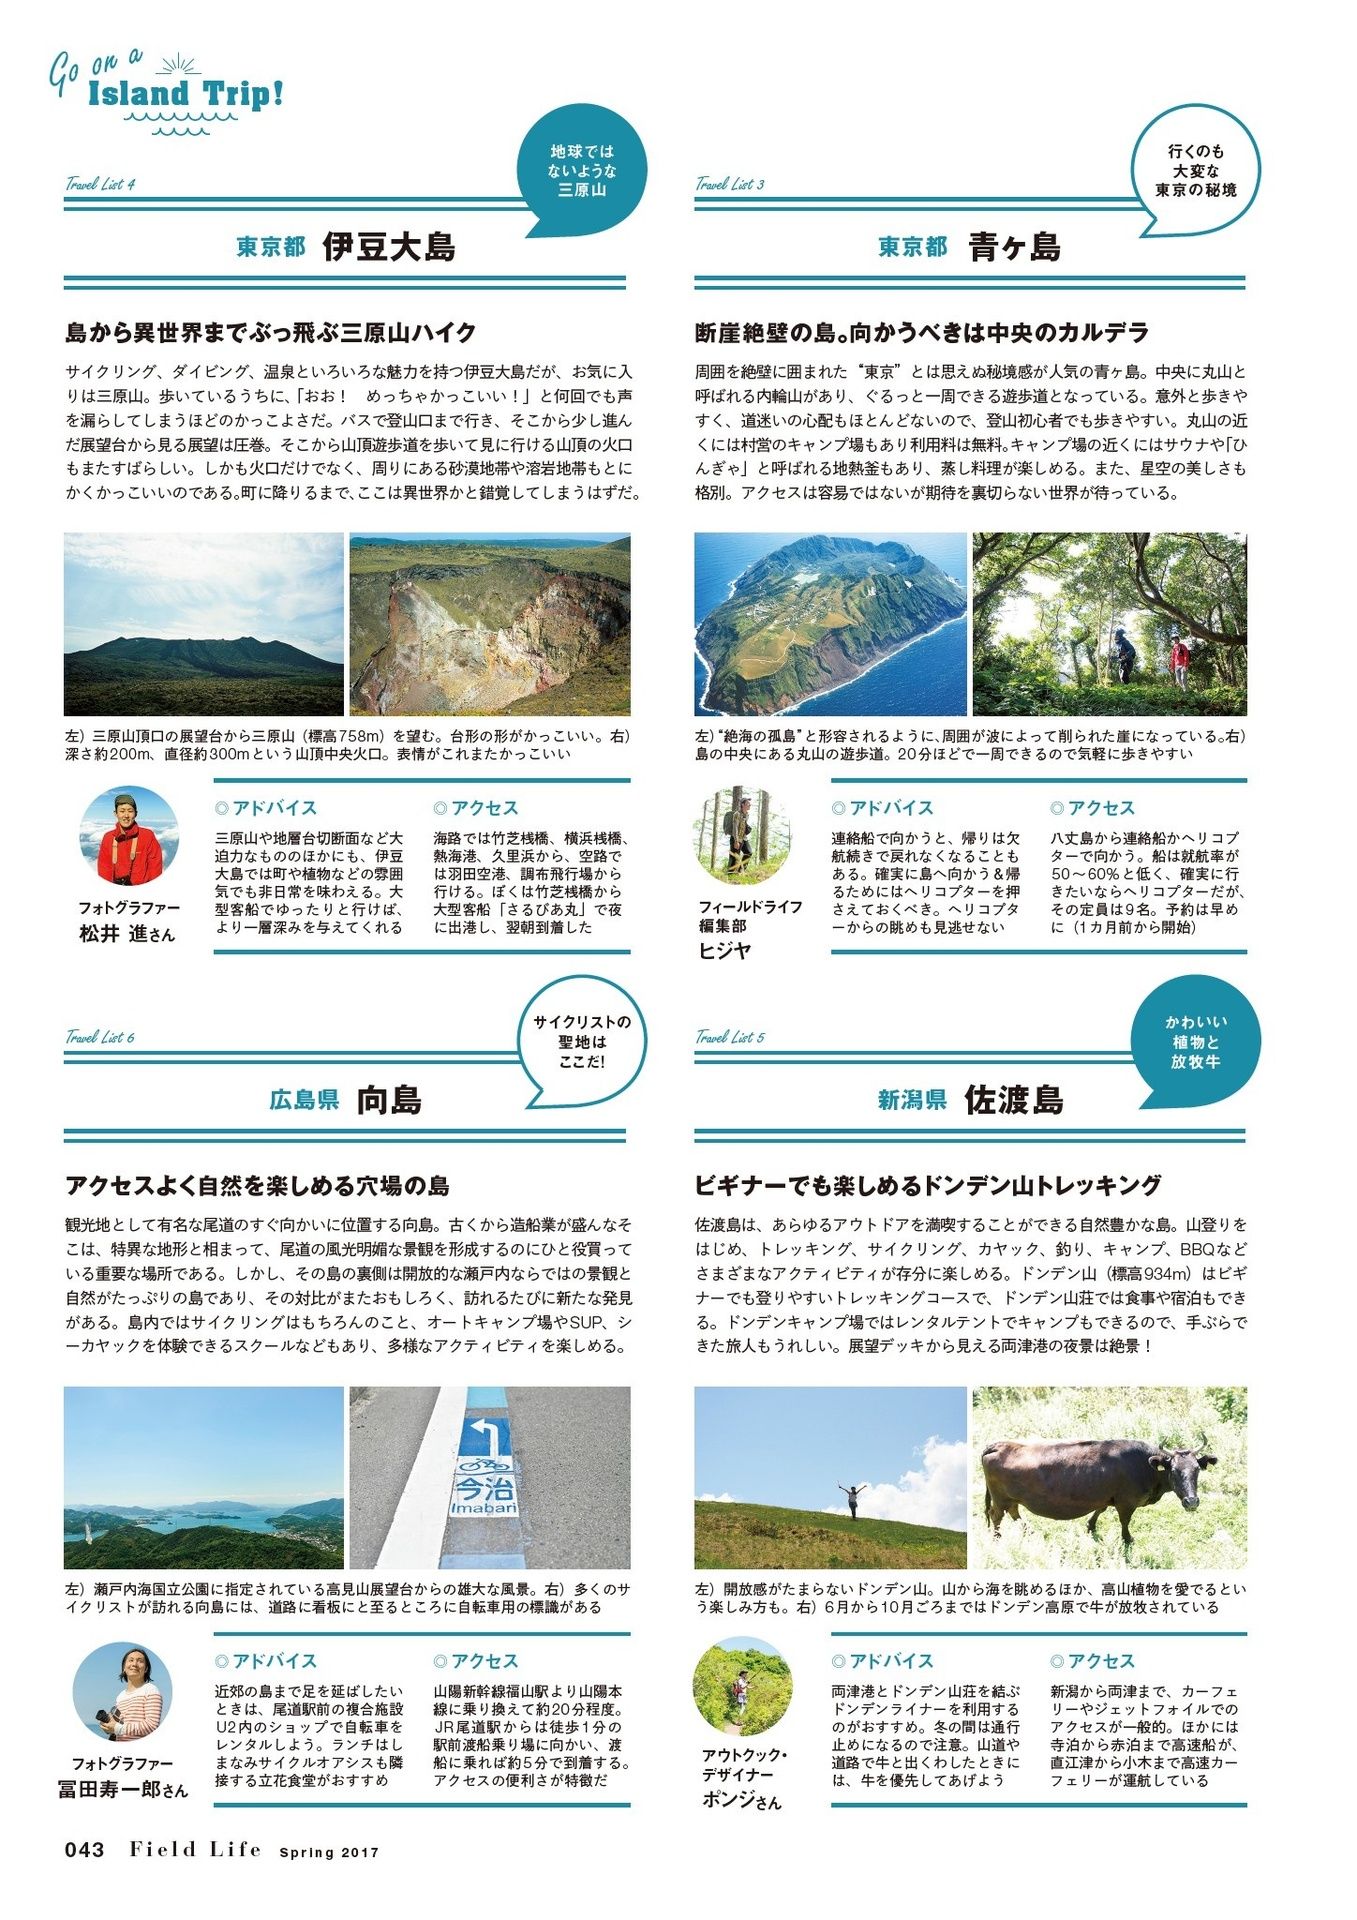 Go on a
Island Trip!
Travel List 3
行くのも
大変な
東京の秘境
東京都 青ヶ島
断崖絶壁の島。向かうべきは中央のカルデラ
周囲を絶壁に囲まれた“東京”とは思えぬ秘境感が人気の青ヶ島。中央に丸山と
呼ばれる内輪山があり、ぐるっと一周できる遊歩道となっている。意外と歩きや
すく、道迷いの心配もほとんどないので、登山初心者でも歩きやすい。丸山の近
くには村営のキャンプ場もあり利用料は無料。キャンプ場の近くにはサウナや「ひ
んぎゃ」と呼ばれる地熱釜もあり、蒸し料理が楽しめる。また、星空の美しさも
格別。アクセスは容易ではないが期待を裏切らない世界が待っている。
左）“絶海の孤島”と形容されるように、周囲が波によって削られた崖になっている。右）
島の中央にある丸山の遊歩道。20分ほどで一周できるので気軽に歩きやすい
フィールドライフ
編集部
ヒジヤ
◎アドバイス
連絡船で向かうと、帰りは欠
航続きで戻れなくなることも
ある。確実に島へ向かう＆帰
るためにはヘリコプターを押
さえておくべき。ヘリコプタ
ーからの眺めも見逃せない
◎アクセス
八丈島から連絡船かヘリコプ
ターで向かう。船は就航率が
50〜60％と低く、確実に行
きたいならヘリコプターだが、
その定員は9名。予約は早め
に（1カ月前から開始）
Travel List 4
地球では
ないような
三原山
東京都 伊豆大島
島から異世界までぶっ飛ぶ三原山ハイク
サイクリング、ダイビング、温泉といろいろな魅力を持つ伊豆大島だが、お気に入
りは三原山。歩いているうちに、「おお！　めっちゃかっこいい！」と何回でも声
を漏らしてしまうほどのかっこよさだ。バスで登山口まで行き、そこから少し進ん
だ展望台から見る展望は圧巻。そこから山頂遊歩道を歩いて見に行ける山頂の火口
もまたすばらしい。しかも火口だけでなく、周りにある砂漠地帯や溶岩地帯もとに
かくかっこいいのである。町に降りるまで、ここは異世界かと錯覚してしまうはずだ。
左）三原山頂口の展望台から三原山（標高758m）を望む。台形の形がかっこいい。右）
深さ約200m、直径約300mという山頂中央火口。表情がこれまたかっこいい
フォトグラファー
松井 進さん
◎アドバイス
三原山や地層台切断面など大
迫力なもののほかにも、伊豆
大島では町や植物などの雰囲
気でも非日常を味わえる。大
型客船でゆったりと行けば、
より一層深みを与えてくれる
◎アクセス
海路では竹芝桟橋、横浜桟橋、
熱海港、久里浜から、空路で
は羽田空港、調布飛行場から
行ける。ぼくは竹芝桟橋から
大型客船「さるびあ丸」で夜
に出港し、翌朝到着した
Travel List 5
かわいい
植物と
放牧牛
新潟県 佐渡島
ビギナーでも楽しめるドンデン山トレッキング
佐渡島は、あらゆるアウトドアを満喫することができる自然豊かな島。山登りを
はじめ、トレッキング、サイクリング、カヤック、釣り、キャンプ、BBQなど
さまざまなアクティビティが存分に楽しめる。ドンデン山（標高934m）はビギ
ナーでも登りやすいトレッキングコースで、ドンデン山荘では食事や宿泊もでき
る。ドンデンキャンプ場ではレンタルテントでキャンプもできるので、手ぶらで
きた旅人もうれしい。展望デッキから見える両津港の夜景は絶景！
左）開放感がたまらないドンデン山。山から海を眺めるほか、高山植物を愛でるとい
う楽しみ方も。右）6月から10月ごろまではドンデン高原で牛が放牧されている
アウトクック・
デザイナー
ポンジさん
◎アドバイス
両津港とドンデン山荘を結ぶ
ドンデンライナーを利用する
のがおすすめ。冬の間は通行
止めになるので注意。山道や
道路で牛と出くわしたときに
は、牛を優先してあげよう
◎アクセス
新潟から両津まで、カーフェ
リーやジェットフォイルでの
アクセスが一般的。ほかには
寺泊から赤泊まで高速船が、
直江津から小木まで高速カー
フェリーが運航している
Travel List 6
サイクリストの
聖地は
ここだ！
広島県 向島
アクセスよく自然を楽しめる穴場の島
観光地として有名な尾道のすぐ向かいに位置する向島。古くから造船業が盛んなそ
こは、特異な地形と相まって、尾道の風光明媚な景観を形成するのにひと役買って
いる重要な場所である。しかし、その島の裏側は開放的な瀬戸内ならではの景観と
自然がたっぷりの島であり、その対比がまたおもしろく、訪れるたびに新たな発見
がある。島内ではサイクリングはもちろんのこと、オートキャンプ場やSUP、シ
ーカヤックを体験できるスクールなどもあり、多様なアクティビティを楽しめる。
今治
Imabari
左）瀬戸内海国立公園に指定されている高見山展望台からの雄大な風景。右）多くのサ
イクリストが訪れる向島には、道路に看板にと至るところに自転車用の標識がある
フォトグラファー
冨田寿一郎さん
◎アドバイス
近郊の島まで足を延ばしたい
ときは、尾道駅前の複合施設
U2内のショップで自転車を
レンタルしよう。ランチはし
まなみサイクルオアシスも隣
接する立花食堂がおすすめ
◎アクセス
山陽新幹線福山駅より山陽本
線に乗り換えて約20分程度。
JR尾道駅からは徒歩1分の
駅前渡船乗り場に向かい、渡
船に乗れば約5分で到着する。
アクセスの便利さが特徴だ
043 Field Life Spring 2017